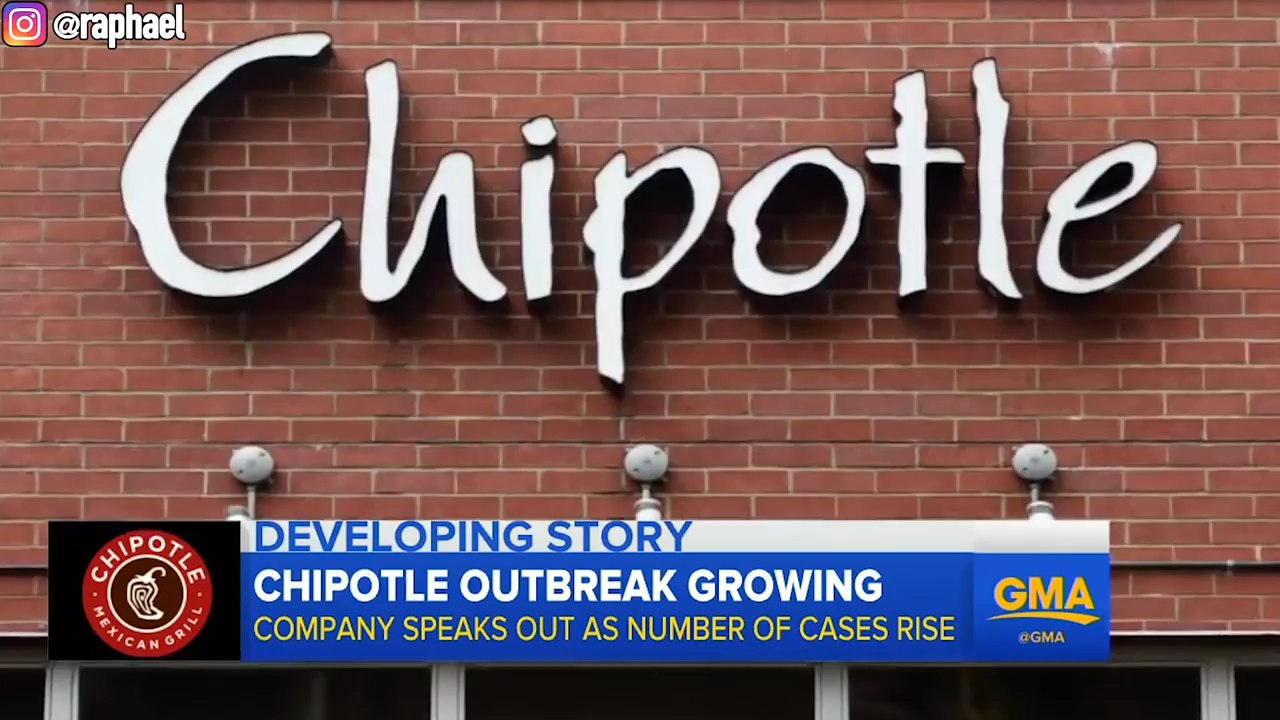 @raphael
Chipotle
DEVELOPING STORY
CHIPOTLE OUTBREAK GROWING
COMPANY SPEAKS OUT AS NUMBER OF CASES RISE
CHIPOTLE
MEXICAN GRILL
GMA
@GMA